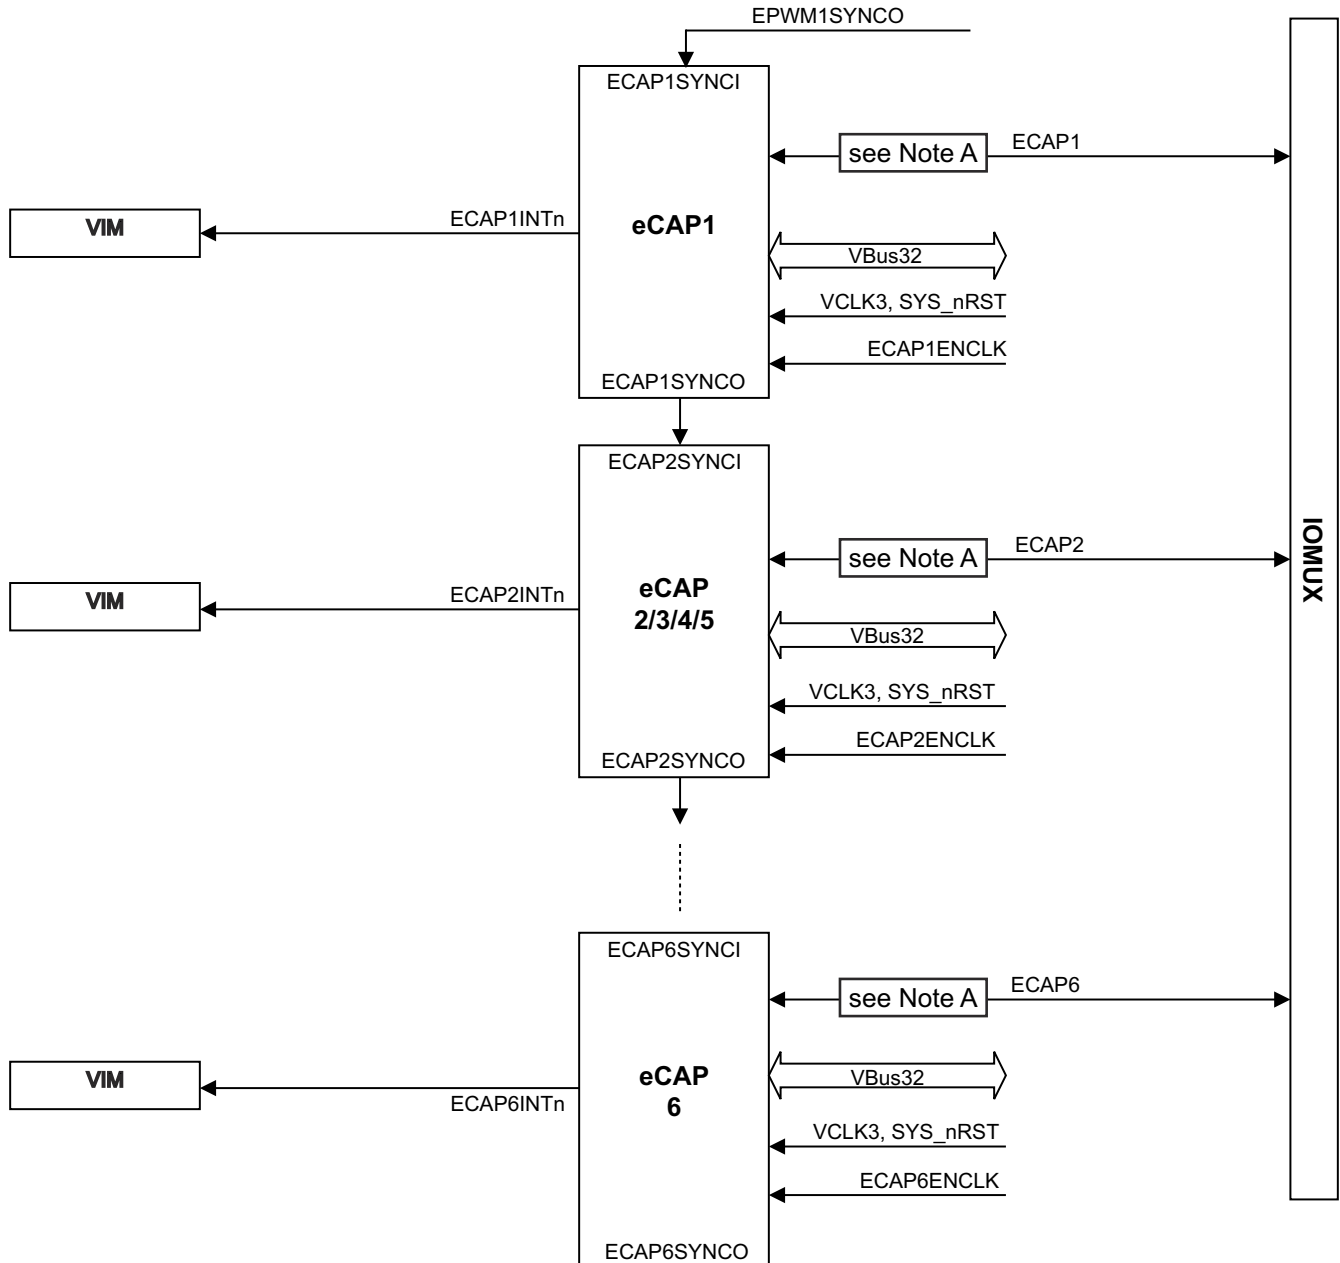 EPWM1SYNCO
ECAP1SYNCI
see Note A
ECAP1
VIM
ECAP1INTn
eCAP1
VBus32
VCLK3, SYS_nRST
ECAP1ENCLK
ECAP1SYNCO
ECAP2SYNCI
see Note A
ECAP2
VIM
ECAP2INTn
eCAP
2/3/4/5
VBus32
VCLK3, SYS_nRST
ECAP2ENCLK
ECAP2SYNCO
IOMUX
ECAP6SYNCI
see Note A
ECAP6
VIM
ECAP6INTn
eCAP
6
VBus32
VCLK3, SYS_nRST
ECAP6ENCLK
ECAP6SYNCO